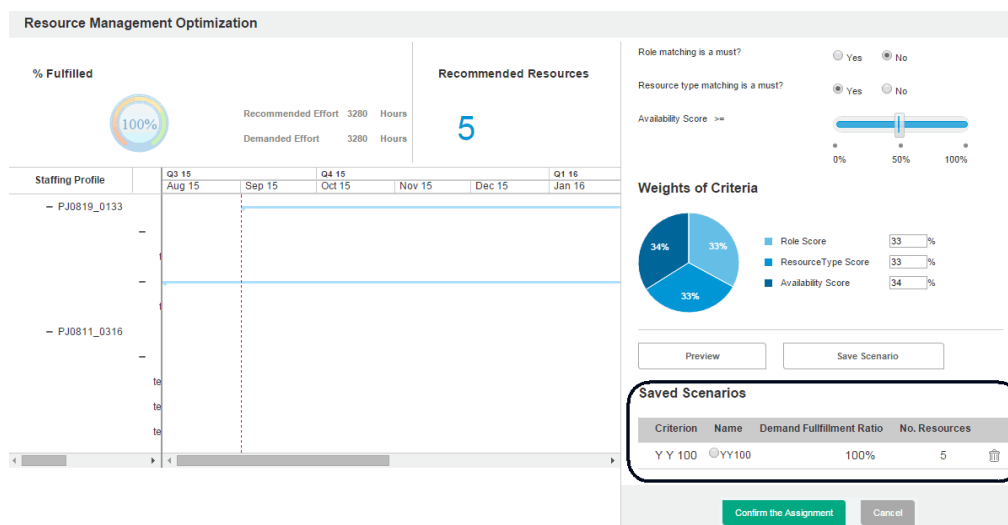 Resource Management Optimization
% Fulfilled
100%
Recommended Effort 3280 Hours
Demanded Effort 3280 Hours
Recommended Resources
5
Role matching is a must? Yes No
Resource type matching is a must? Yes No
Availability Score >=
0% 50% 100%
Staffing Profile
Q3 15 Q4 15 Q1 16
Aug 15 Sep 15 Oct 15 Nov 15 Dec 15 Jan 16
– PJ0819_0133
–
–
– PJ0811_0316
–
te
te
te
Weights of Criteria
34% 33% 33%
Role Score 33 %
ResourceType Score 33 %
Availability Score 34 %
Preview Save Scenario
Saved Scenarios
Criterion Name Demand Fullfillment Ratio No. Resources
Y Y 100 YY100 100% 5
Confirm the Assignment Cancel